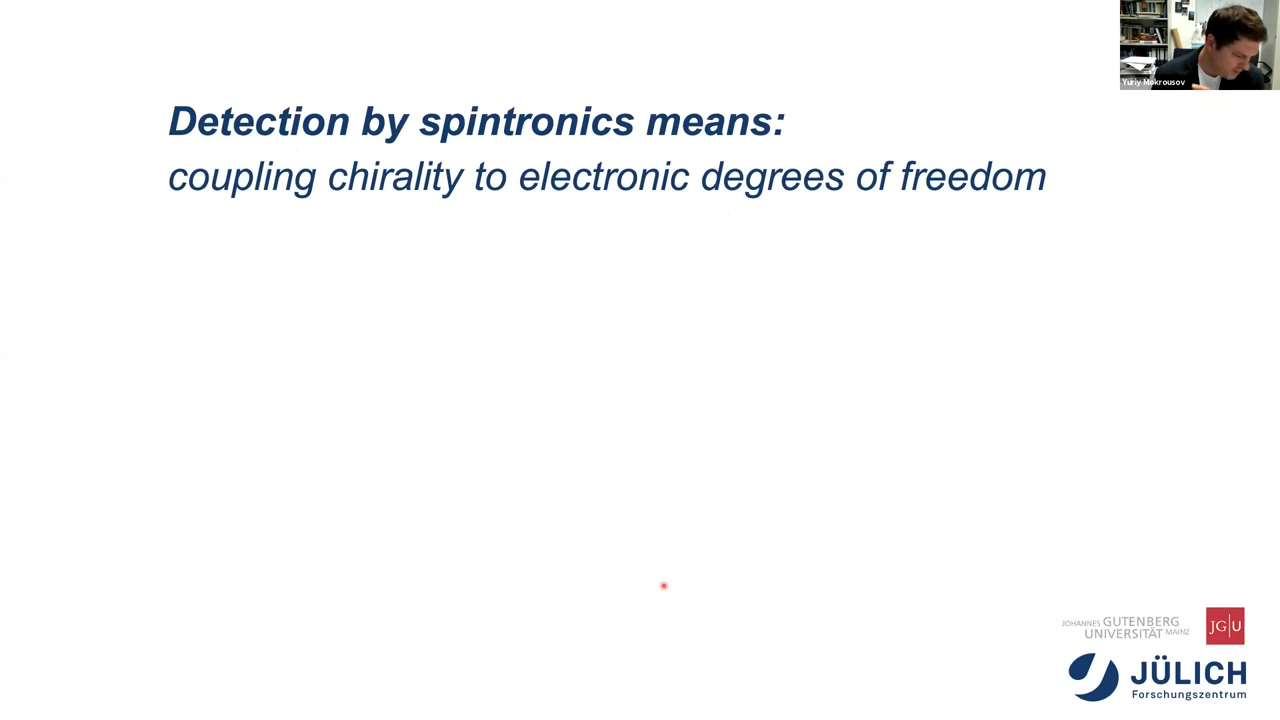 Yuriy Mokrousov
Detection by spintronics means:
coupling chirality to electronic degrees of freedom
JOHANNES GUTENBERG
UNIVERSITÄT MAINZ
JG|U
JÜLICH
Forschungszentrum